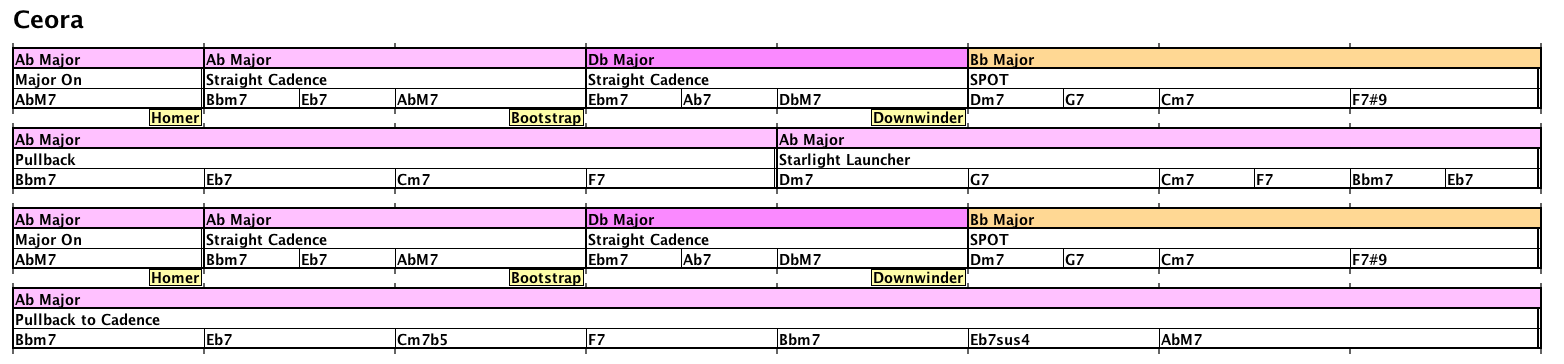 Ceora
Ab Major Ab Major Db Major Bb Major
Major On Straight Cadence Straight Cadence SPOT
AbM7 Bbm7 Eb7 AbM7 Ebm7 Ab7 DbM7 Dm7 G7 Cm7 F7#9
Homer Bootstrap Downwinder
Ab Major Ab Major
Pullback Starlight Launcher
Bbm7 Eb7 Cm7 F7 Dm7 G7 Cm7 F7 Bbm7 Eb7
Ab Major Ab Major Db Major Bb Major
Major On Straight Cadence Straight Cadence SPOT
AbM7 Bbm7 Eb7 AbM7 Ebm7 Ab7 DbM7 Dm7 G7 Cm7 F7#9
Homer Bootstrap Downwinder
Ab Major
Pullback to Cadence
Bbm7 Eb7 Cm7b5 F7 Bbm7 Eb7sus4 AbM7